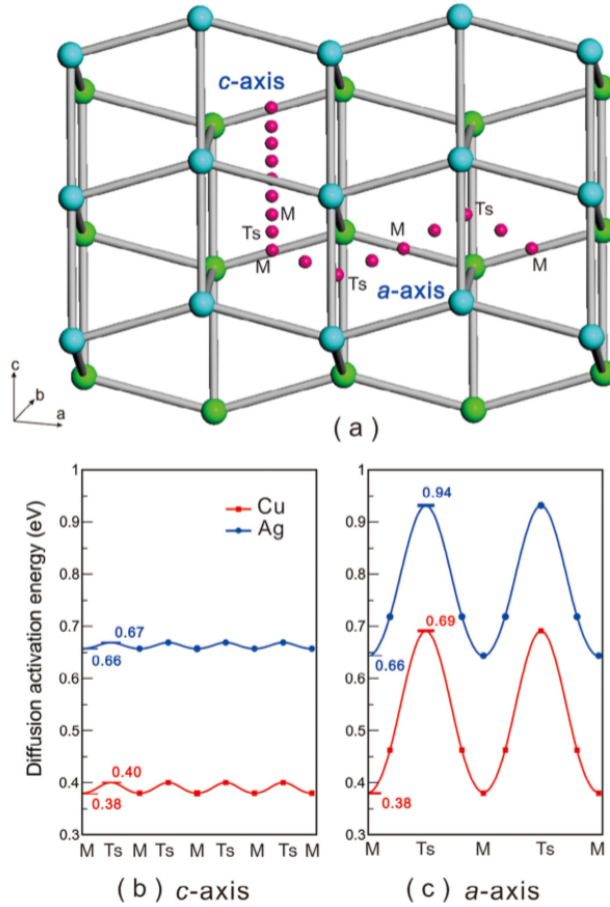 c-axis
M
Ts
M
Ts
M
Ts
M
a-axis
c
b
a
( a )
Diffusion activation energy (eV)
1
0.9
0.8
0.7
0.6
0.5
0.4
0.3
Cu
Ag
0.67
0.66
0.40
0.38
M Ts M Ts M Ts M Ts M
( b ) c-axis
0.94
0.69
0.66
0.38
M Ts M Ts M
( c ) a-axis